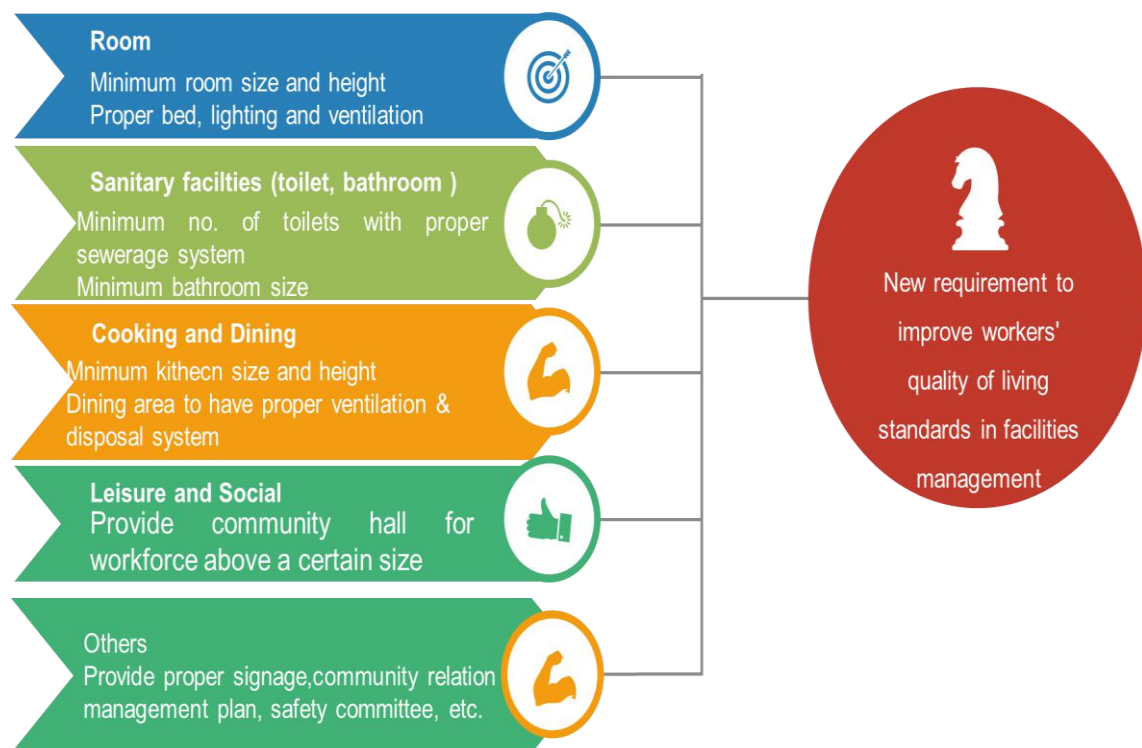 Room
Minimum room size and height
Proper bed, lighting and ventilation
Sanitary facilties (toilet, bathroom )
Minimum no. of toilets with proper
sewerage system
Minimum bathroom size
Cooking and Dining
Mnimum kithecn size and height
Dining area to have proper ventilation &
disposal system
Leisure and Social
Provide community hall for
workforce above a certain size
Others
Provide proper signage,community relation
management plan, safety committee, etc.
New requirement to
improve workers'
quality of living
standards in facilities
management